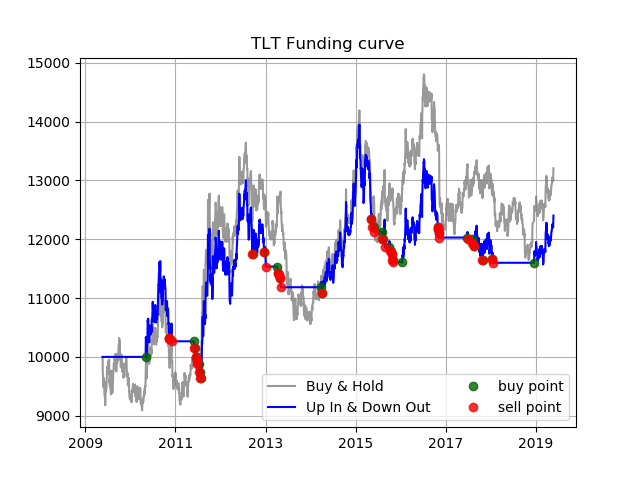 TLT Funding curve
15000
14000
13000
12000
11000
10000
9000
Buy & Hold
Up In & Down Out
buy point
sell point
2009 2011 2013 2015 2017 2019